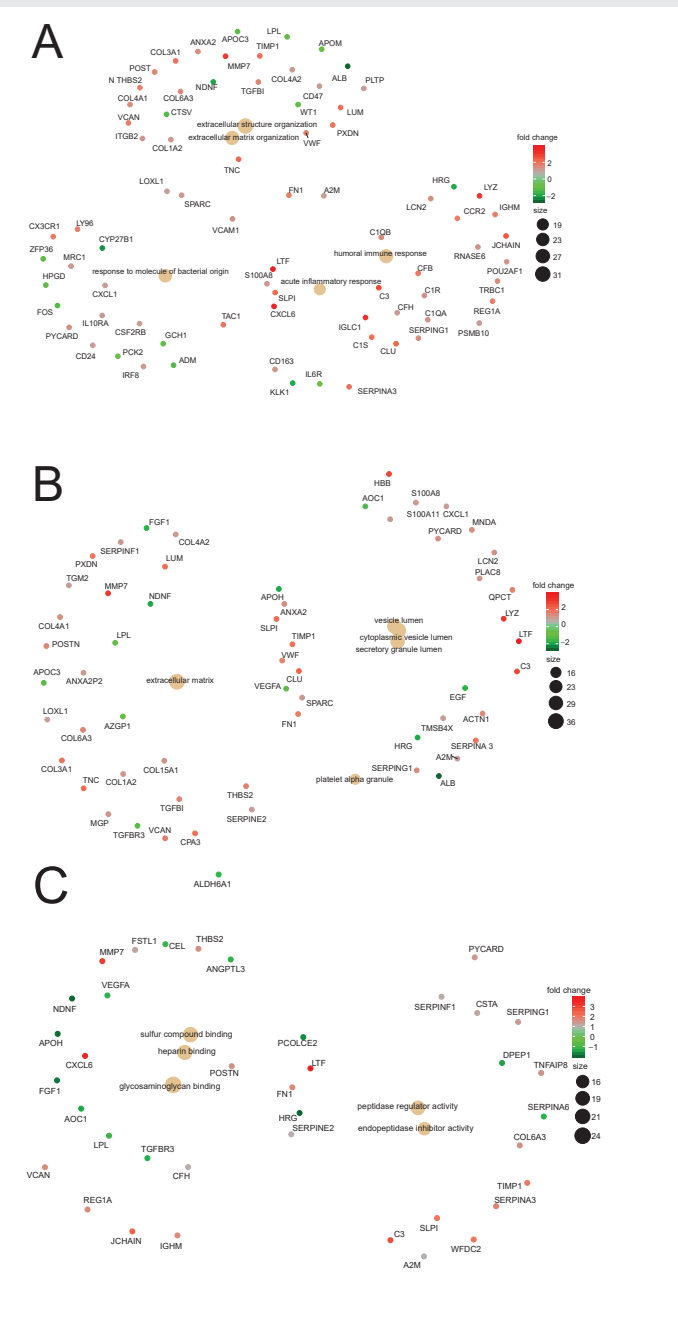 A
APOC3
LPL
ANXA2
TIMP1
APOM
COL3A1
MMP7
POST
COL4A2
ALB
N THBS2
NDNF
PLTP
COL4A1
COL6A3
TGFBI
CD47
CTSV
WT1
LUM
VCAN
extracellular structure organization
PXDN
ITGB2
extracellular matrix organization
VWF
COL1A2
TNC
fold change
2
0
−2
size
19
23
27
31
LOXL1
SPARC
FN1
A2M
HRG
LYZ
LCN2
CCR2
IGHM
VCAM1
CX3CR1
LY96
C1QB
ZFP36
CYP27B1
JCHAIN
MRC1
humoral immune response
RNASE6
LTF
HPGD
response to molecule of bacterial origin
S100A8
CFB
POU2AF1
acute inflammatory response
CXCL1
SLPI
C3
C1R
TRBC1
FOS
CXCL6
CFH
REG1A
IL10RA
TAC1
C1QA
PYCARD
CSF2RB
IGLC1
SERPING1
PSMB10
GCH1
C1S
CLU
CD24
PCK2
ADM
CD163
IRF8
IL6R
KLK1
SERPINA3
B
HBB
AOC1
S100A8
S100A11 CXCL1
FGF1
MNDA
COL4A2
PYCARD
SERPINF1
PXDN
LUM
LCN2
TGM2
PLAC8
MMP7
NDNF
APOH
QPCT
ANXA2
LYZ
COL4A1
SLPI
vesicle lumen
LPL
TIMP1
cytoplasmic vesicle lumen
LTF
POSTN
secretory granule lumen
VWF
APOC3
ANXA2P2
extracellular matrix
CLU
C3
VEGFA
EGF
SPARC
LOXL1
AZGP1
FN1
TMSB4X
ACTN1
COL6A3
HRG
SERPINA 3
A2M
COL3A1
COL15A1
SERPING1
TNC
COL1A2
platelet alpha granule
ALB
THBS2
TGFBI
MGP
SERPINE2
TGFBR3
VCAN
CPA3
fold change
2
0
−2
size
16
23
29
36
C
ALDH6A1
FSTL1
CEL
THBS2
MMP7
PYCARD
ANGPTL3
VEGFA
NDNF
SERPINF1
CSTA
SERPING1
sulfur compound binding
APOH
PCOLCE2
heparin binding
DPEP1
CXCL6
LTF
TNFAIP8
POSTN
FGF1
glycosaminoglycan binding
FN1
peptidase regulator activity
SERPINA6
AOC1
HRG
SERPINE2
endopeptidase inhibitor activity
LPL
COL6A3
TGFBR3
VCAN
CFH
TIMP1
REG1A
SERPINA3
SLPI
JCHAIN
IGHM
C3
WFDC2
A2M
fold change
3
2
1
0
−1
size
16
19
21
24